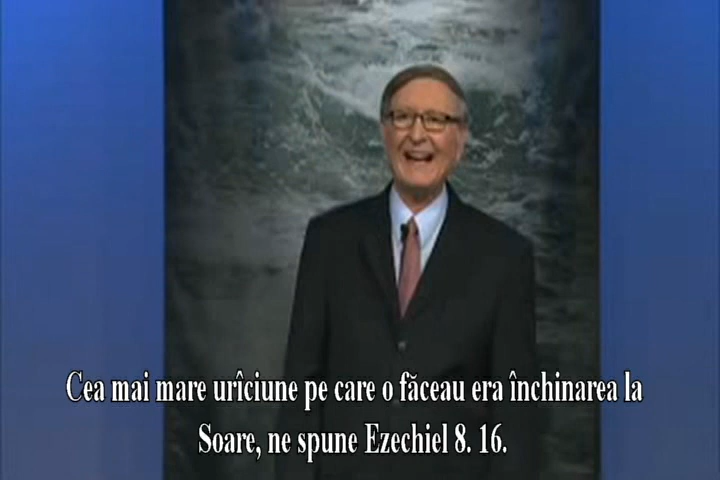 Cea mai mare urîciune pe care o făceau era închinarea la
Soare, ne spune Ezechiel 8. 16.